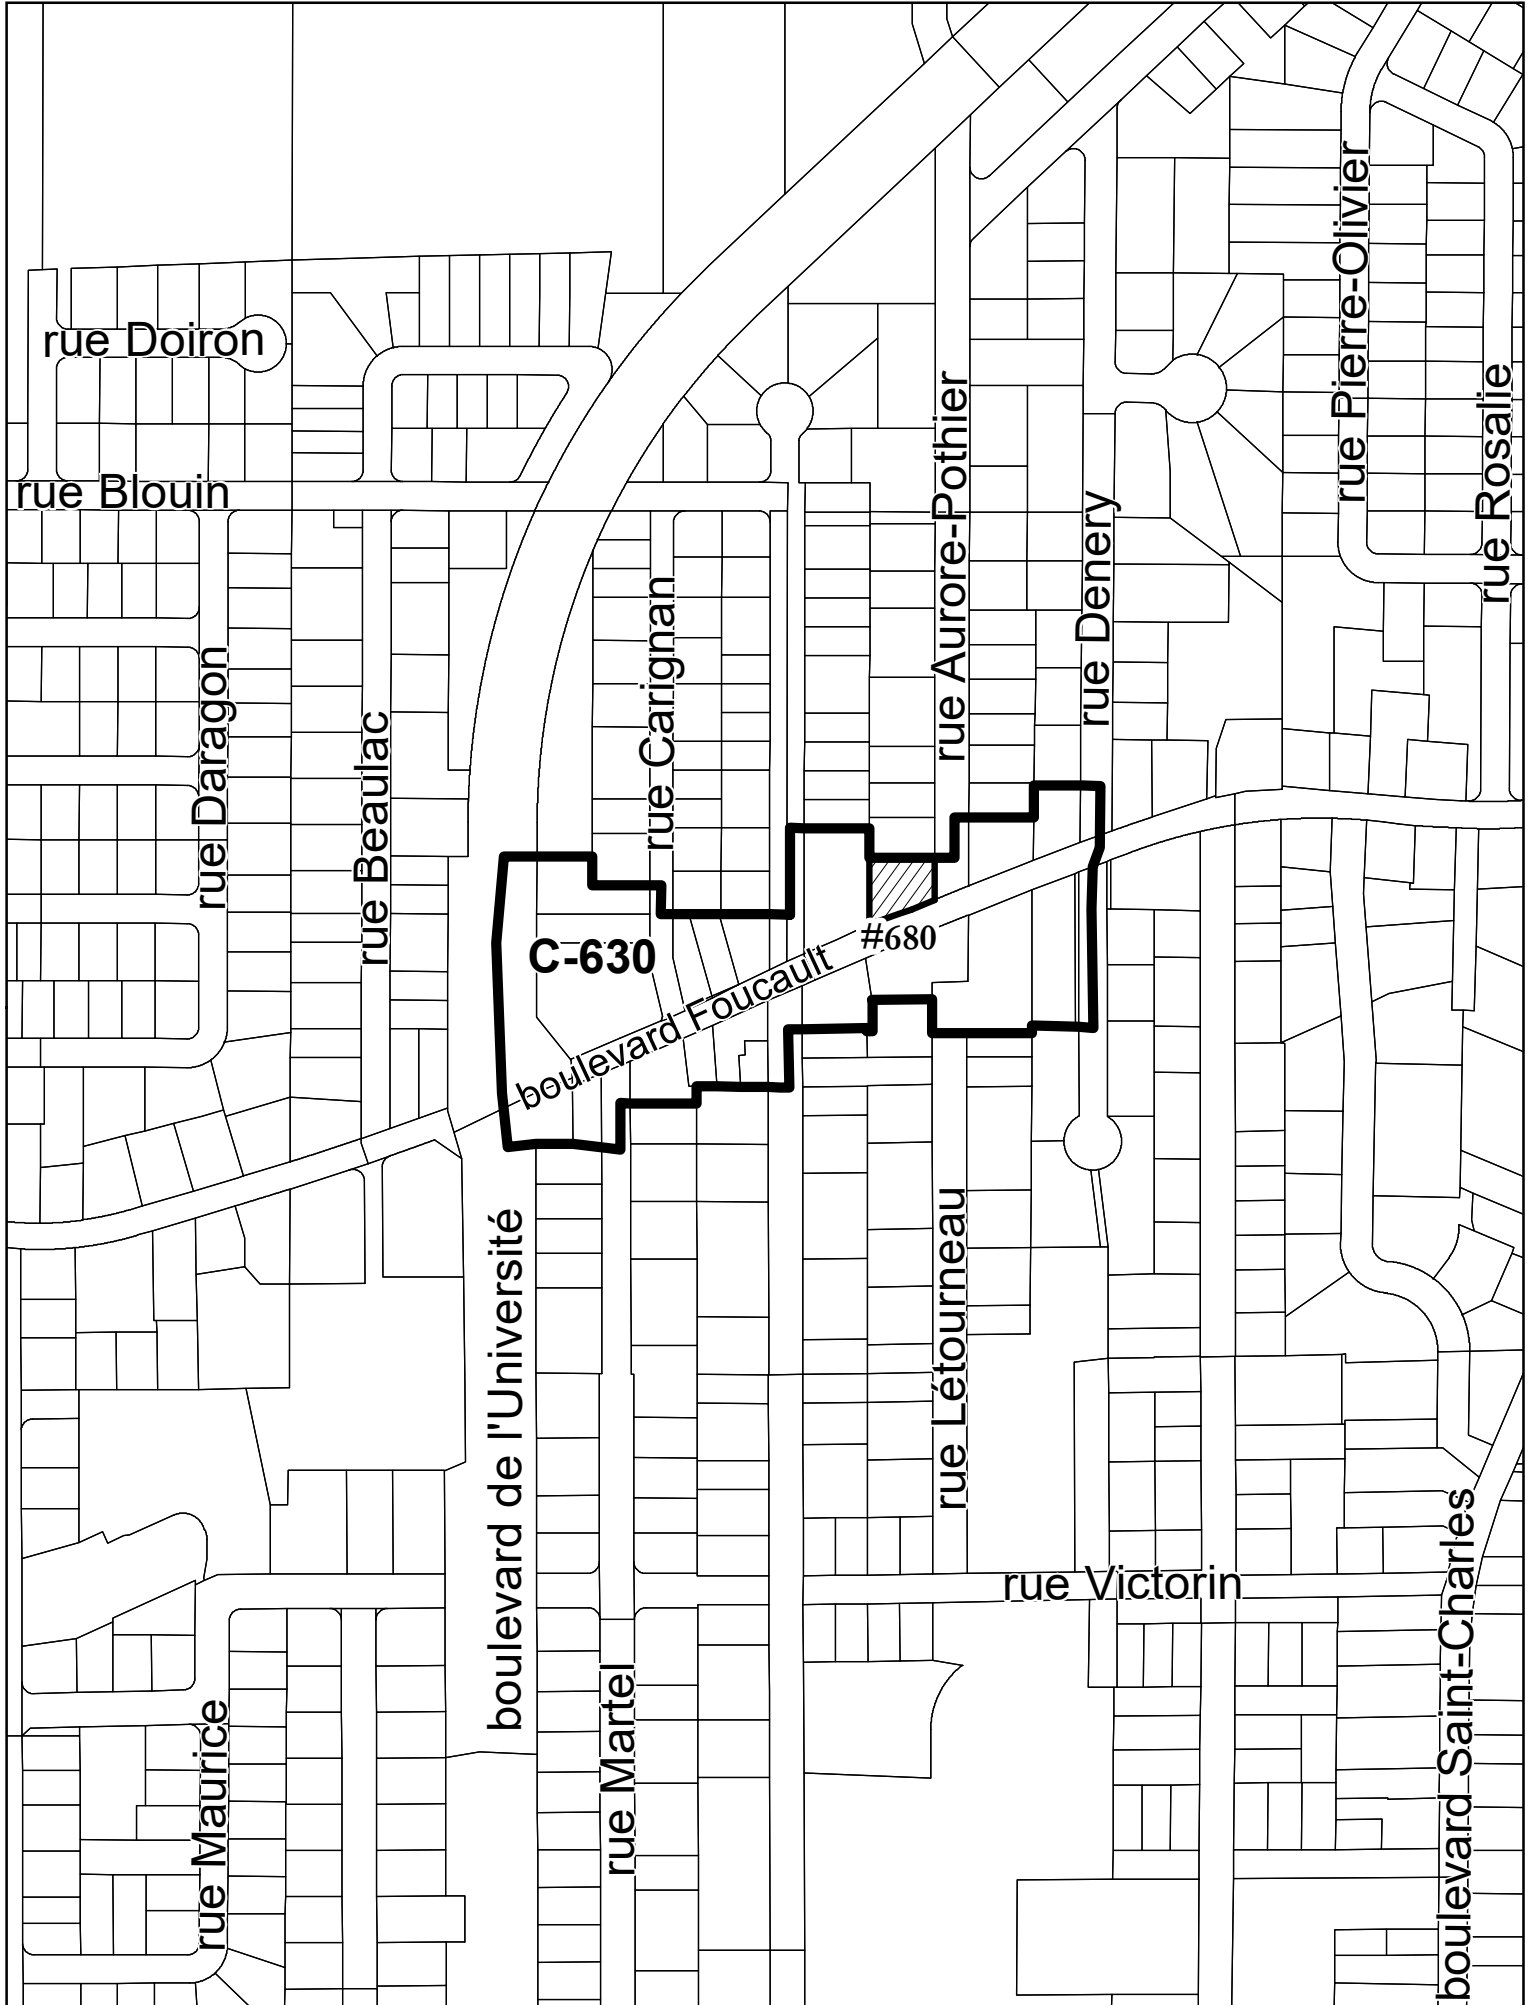 rue Doiron
rue Blouin
rue Pierre-Olivier
rue Rosalie
rue Aurore-Pothier
rue Denery
rue Carignan
rue Daragon
rue Beaulac
C-630
#680
boulevard Foucault
boulevard de l'Université
rue Létourneau
rue Victorin
boulevard Saint-Charles
rue Martel
rue Maurice